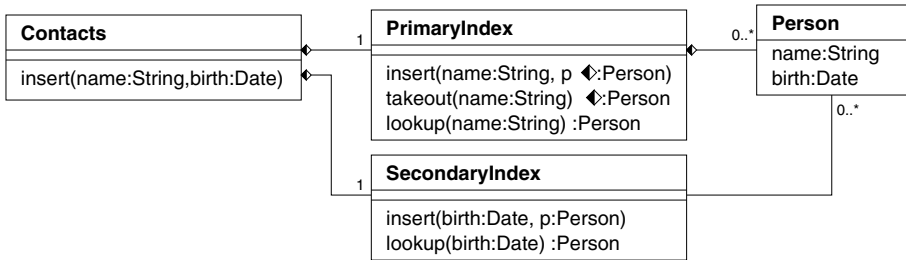 Contacts
insert(name:String,birth:Date)
1
PrimaryIndex
insert(name:String, p :Person)
takeout(name:String) :Person
lookup(name:String) :Person
0..*
Person
name:String
birth:Date
0..*
1
SecondaryIndex
insert(birth:Date, p:Person)
lookup(birth:Date) :Person